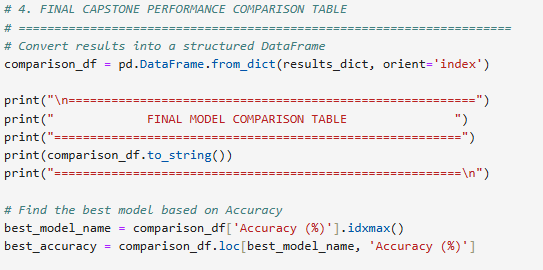 # 4. FINAL CAPSTONE PERFORMANCE COMPARISON TABLE
# =====================================================================
# Convert results into a structured DataFrame
comparison_df = pd.DataFrame.from_dict(results_dict, orient='index')

print("\n=========================================================")
print("             FINAL MODEL COMPARISON TABLE               ")
print("=========================================================")
print(comparison_df.to_string())
print("=========================================================\n")

# Find the best model based on Accuracy
best_model_name = comparison_df['Accuracy (%)'].idxmax()
best_accuracy = comparison_df.loc[best_model_name, 'Accuracy (%)']